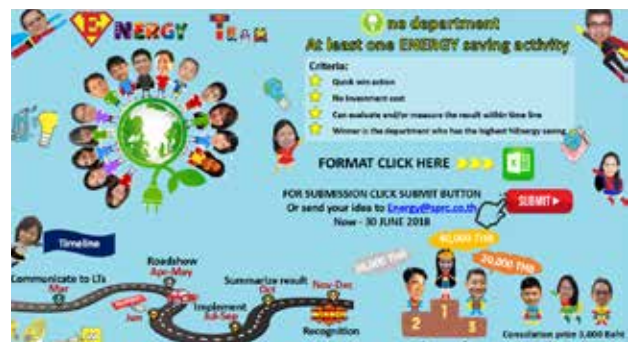 ENERGY TEAM
One department
At least one ENERGY saving activity
Criteria:
Quick win action
No investment cost
Can evaluate and/or measure the result within time line
Winner is the department who has the highest energy saving
FORMAT CLICK HERE
FOR SUBMISSION CLICK SUBMIT BUTTON
Or send your idea to Energy@sprc.co.th
Now - 30 JUNE 2018
SUBMIT
Timeline
Communicate to LTs
Mar
Roadshow
Apr-May
Jun
Implement
Jul-Sep
Summarize result
Oct
Nov-Dec
Recognition
40,000 THB
20,000 THB
2
1
3
Consolation prize 3,000 Baht